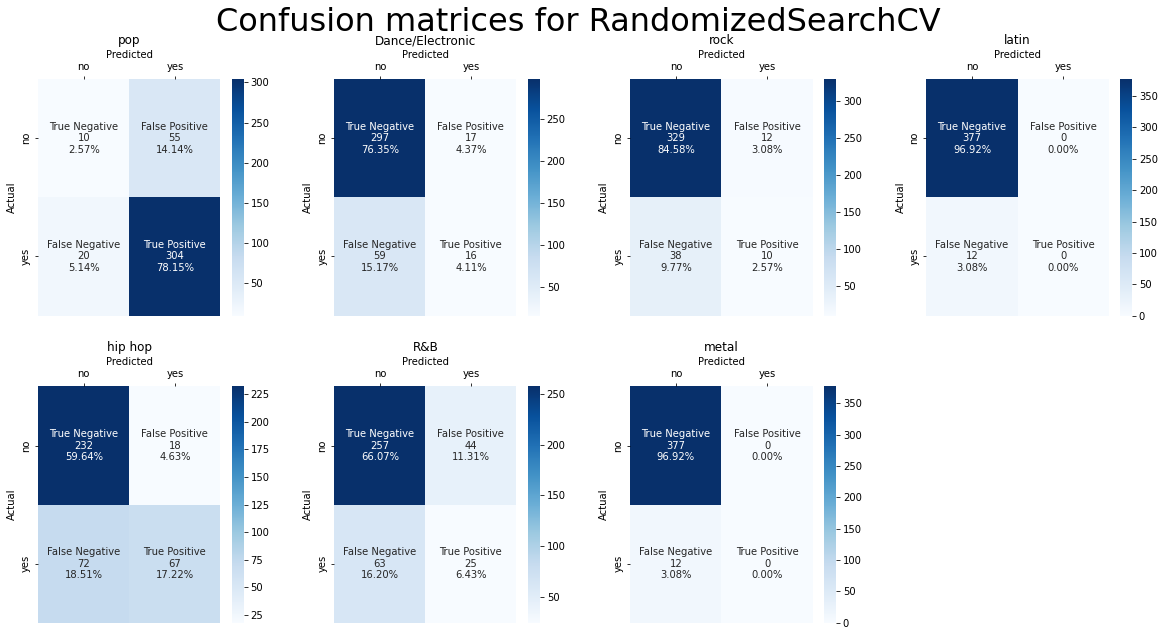 Confusion matrices for RandomizedSearchCV
pop
Predicted
no yes
Actual
no
yes
True Negative
10
2.57%
False Positive
55
14.14%
False Negative
20
5.14%
True Positive
304
78.15%
300
250
200
150
100
50
Dance/Electronic
Predicted
no yes
True Negative
297
76.35%
False Positive
17
4.37%
False Negative
59
15.17%
True Positive
16
4.11%
250
200
150
100
50
rock
Predicted
no yes
Actual
no
yes
True Negative
329
84.58%
False Positive
12
3.08%
False Negative
38
9.77%
True Positive
10
2.57%
300
250
200
150
100
50
latin
Predicted
no yes
Actual
no
yes
True Negative
377
96.92%
False Positive
0
0.00%
False Negative
12
3.08%
True Positive
0
0.00%
350
300
250
200
150
100
50
0
hip hop
Predicted
no yes
Actual
no
yes
True Negative
232
59.64%
False Positive
18
4.63%
False Negative
72
18.51%
True Positive
67
17.22%
225
200
175
150
125
100
75
50
25
R&B
Predicted
no yes
Actual
no
yes
True Negative
257
66.07%
False Positive
44
11.31%
False Negative
63
16.20%
True Positive
25
6.43%
250
200
150
100
50
metal
Predicted
no yes
Actual
no
yes
True Negative
377
96.92%
False Positive
0
0.00%
False Negative
12
3.08%
True Positive
0
0.00%
350
300
250
200
150
100
50
0